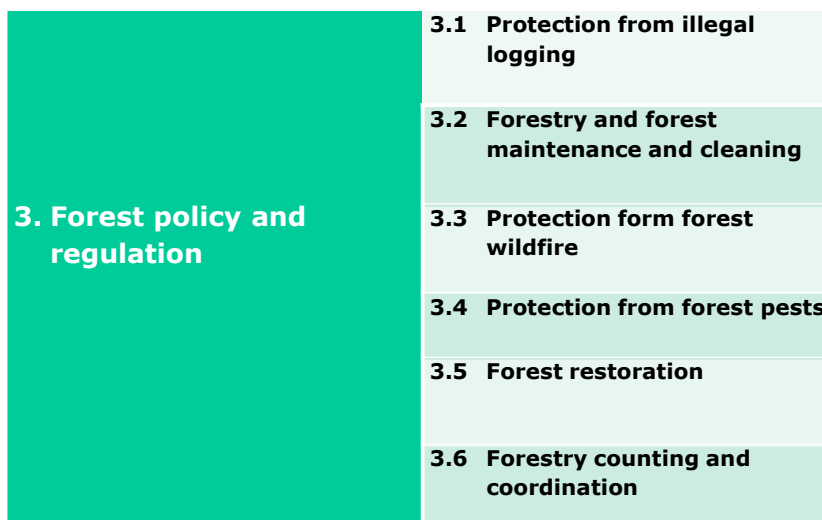 3. Forest policy and
regulation
3.1 Protection from illegal
logging
3.2 Forestry and forest
maintenance and cleaning
3.3 Protection form forest
wildfire
3.4 Protection from forest pests
3.5 Forest restoration
3.6 Forestry counting and
coordination